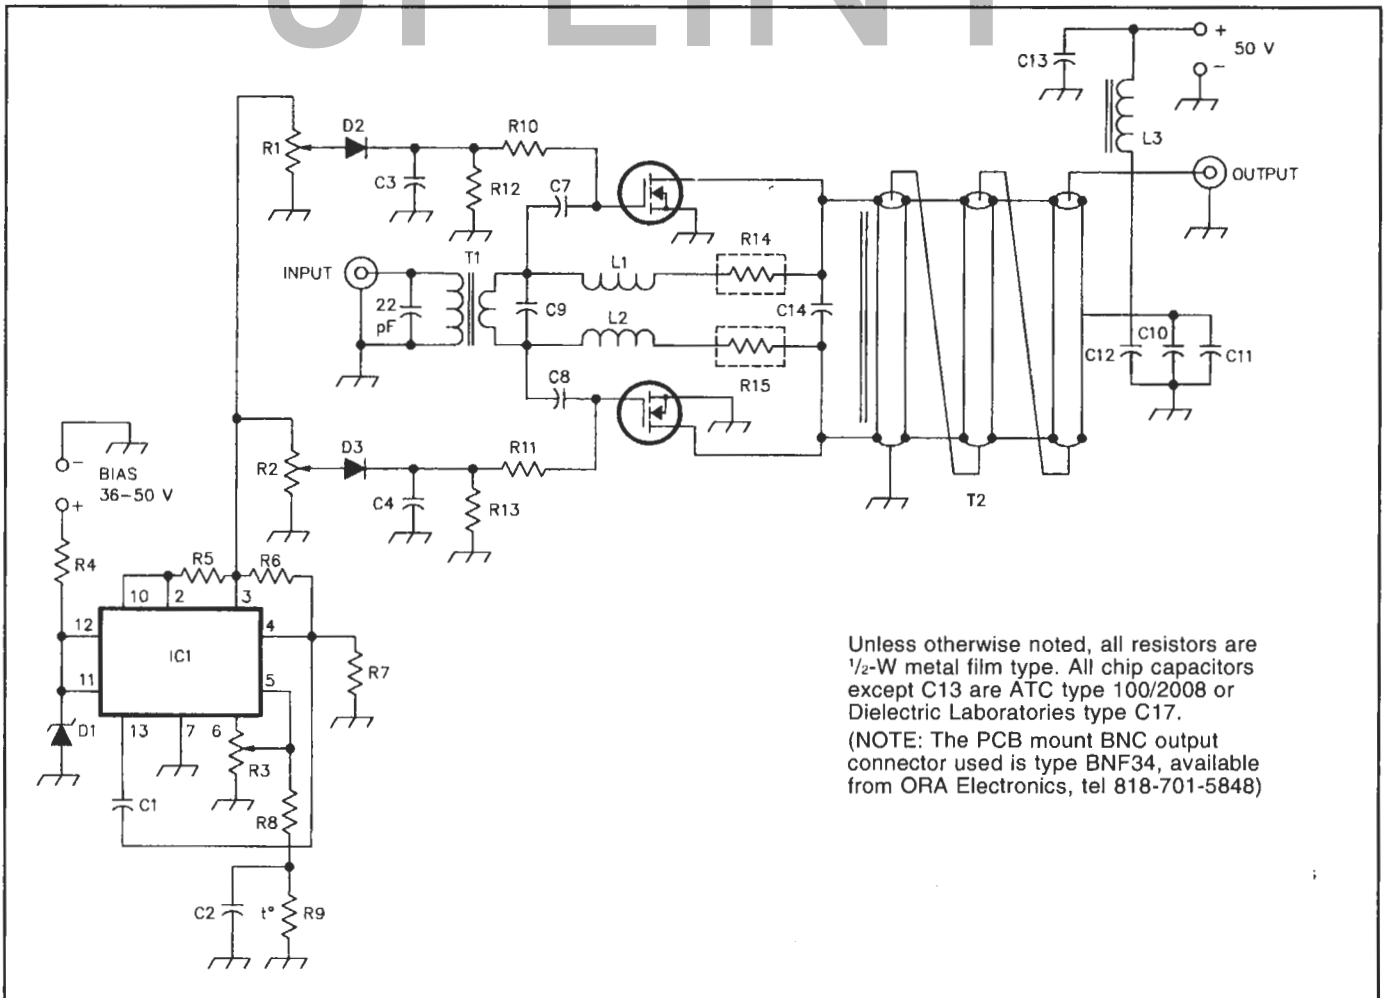 C13
+
50 V
−
L3
OUTPUT
R1
D2
R10
C3
R12
C7
T1
INPUT
22
pF
C9
L1
R14
C14
L2
R15
C8
C10
C12
C11
−
BIAS
36–50 V
+
R2
D3
R11
C4
R13
T2
R4
R5
R6
10
2
3
12
4
IC1
R7
11
5
D1
13
7
6
R3
C1
R8
C2
t°
R9
Unless otherwise noted, all resistors are
1/2-W metal film type. All chip capacitors
except C13 are ATC type 100/2008 or
Dielectric Laboratories type C17.
(NOTE: The PCB mount BNC output
connector used is type BNF34, available
from ORA Electronics, tel 818-701-5848)